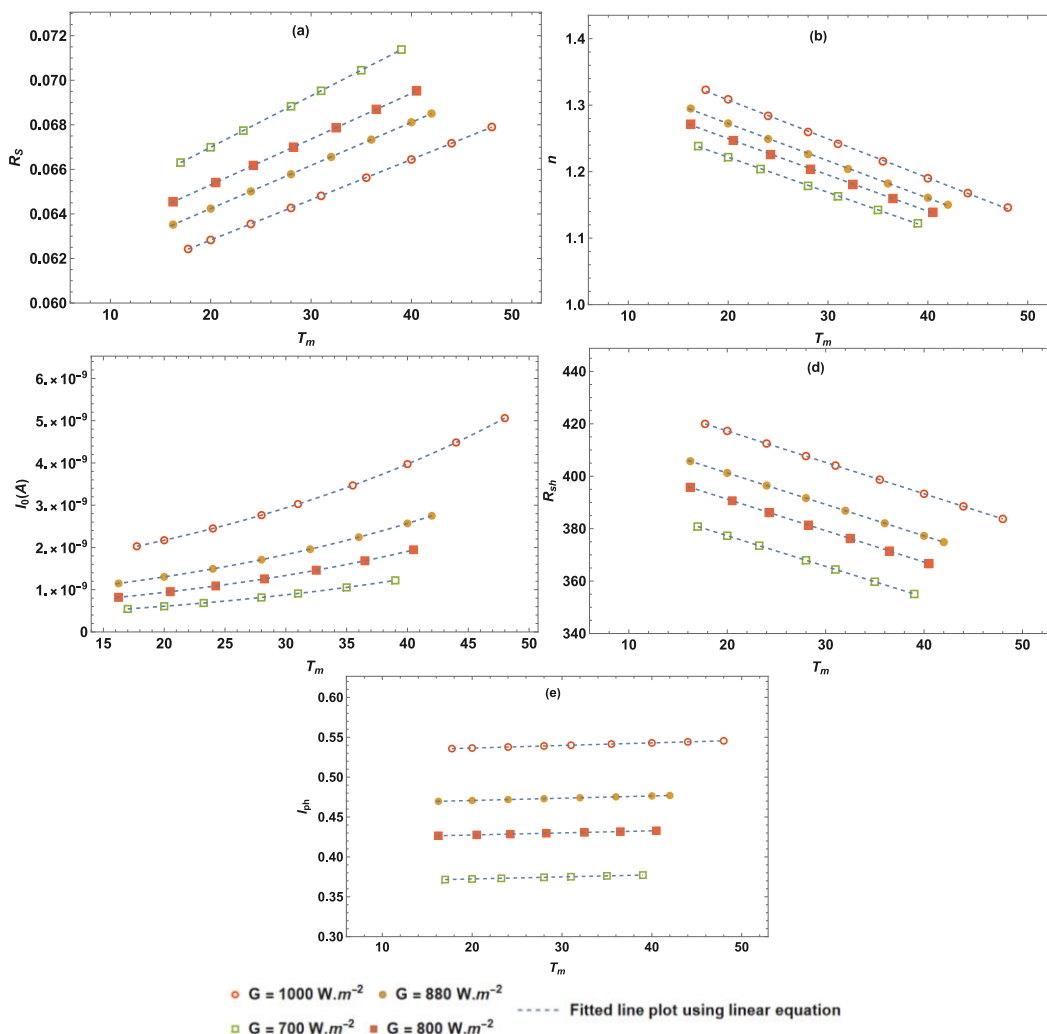 (a)
0.072
0.070
0.068
0.066
0.064
0.062
0.060
R_S
10 20 30 40 50
T_m
(b)
1.4
1.3
1.2
1.1
1.0
n
10 20 30 40 50
T_m
6. × 10⁻⁹
5. × 10⁻⁹
4. × 10⁻⁹
3. × 10⁻⁹
2. × 10⁻⁹
1. × 10⁻⁹
0
I_0(A)
15 20 25 30 35 40 45 50
T_m
(d)
440
420
400
380
360
340
R_sh
10 20 30 40 50
T_m
(e)
0.60
0.55
0.50
0.45
0.40
0.35
0.30
I_ph
10 20 30 40 50
T_m
G = 1000 W.m⁻² G = 880 W.m⁻²
G = 700 W.m⁻² G = 800 W.m⁻²
Fitted line plot using linear equation